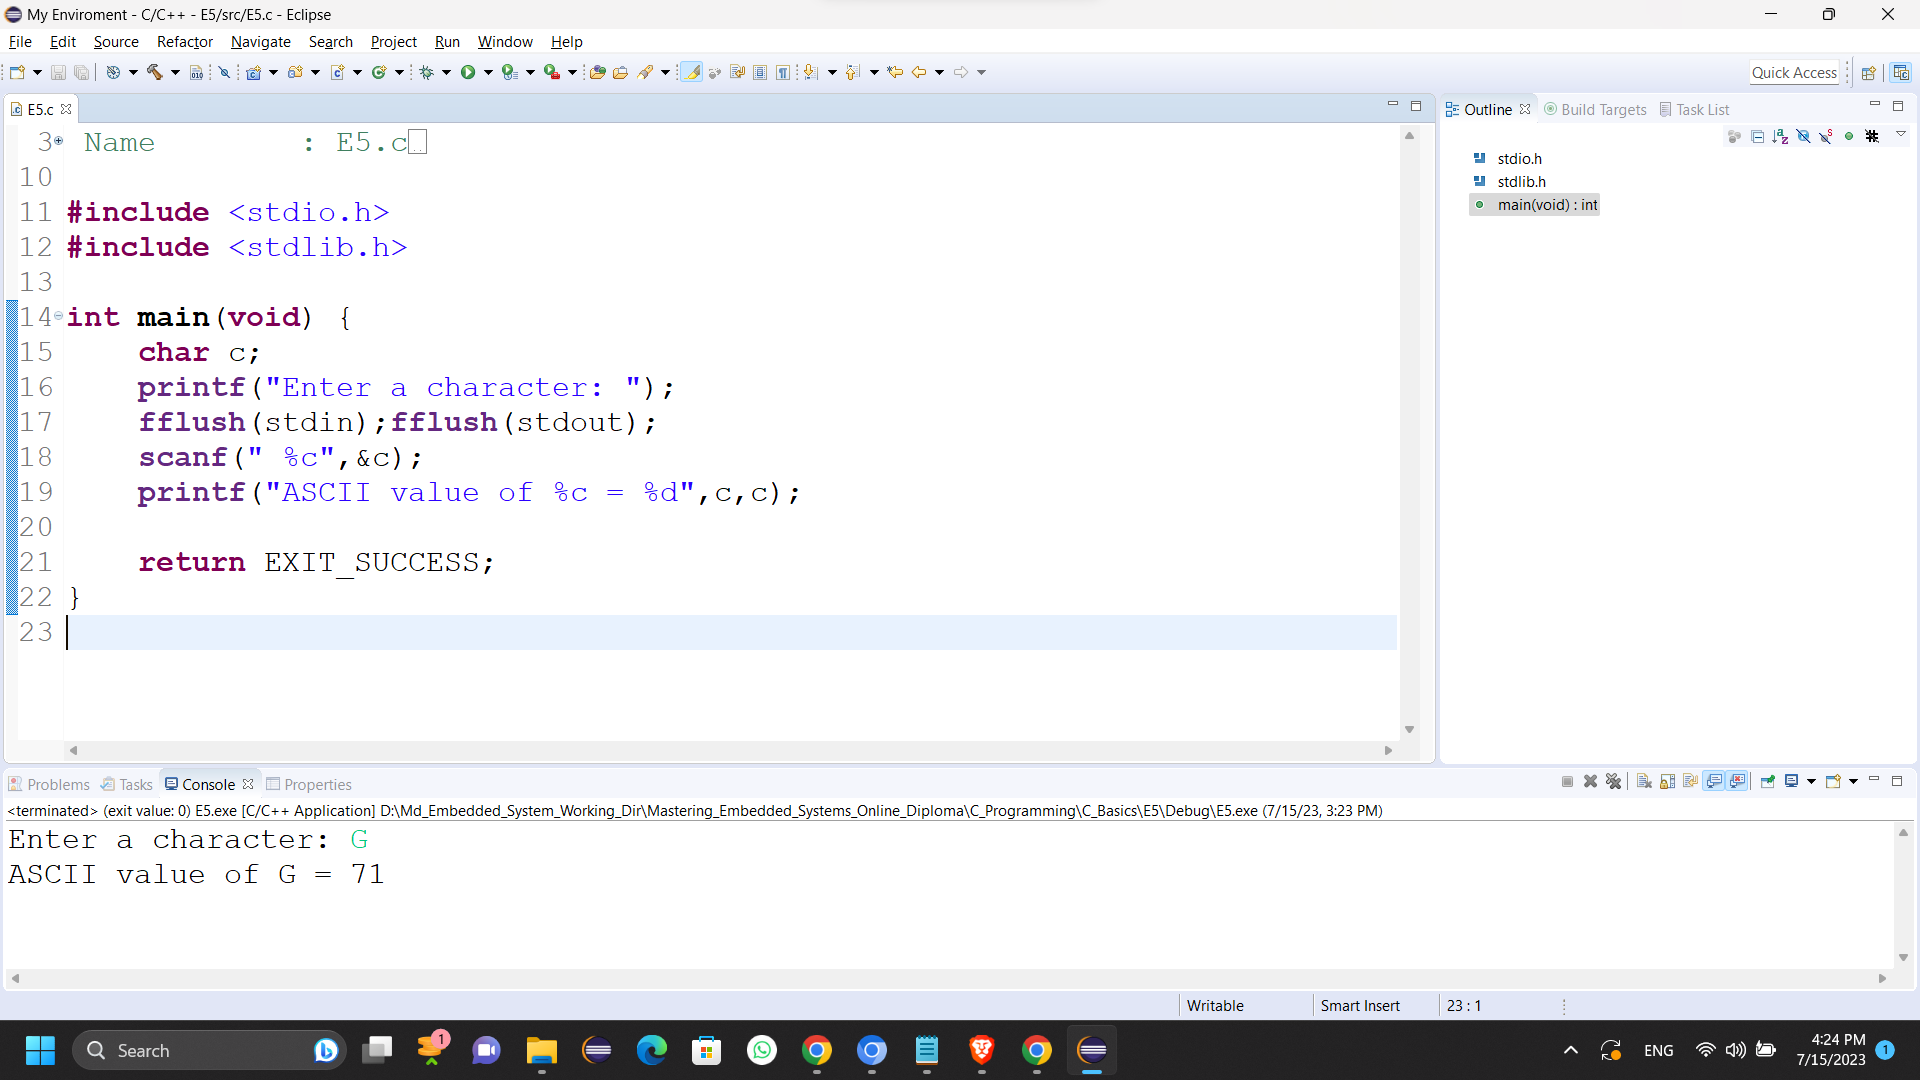 My Enviroment - C/C++ - E5/src/E5.c - Eclipse
File Edit Source Refactor Navigate Search Project Run Window Help
Quick Access
E5.c
3 Name : E5.c
10
11 #include <stdio.h>
12 #include <stdlib.h>
13
14 int main(void) {
15 char c;
16 printf("Enter a character: ");
17 fflush(stdin);fflush(stdout);
18 scanf(" %c",&c);
19 printf("ASCII value of %c = %d",c,c);
20
21 return EXIT_SUCCESS;
22 }
23
Outline Build Targets Task List
stdio.h
stdlib.h
main(void) : int
Problems Tasks Console Properties
<terminated> (exit value: 0) E5.exe [C/C++ Application] D:\Md_Embedded_System_Working_Dir\Mastering_Embedded_Systems_Online_Diploma\C_Programming\C_Basics\E5\Debug\E5.exe (7/15/23, 3:23 PM)
Enter a character: G
ASCII value of G = 71
Writable Smart Insert 23 : 1
Search 1 ENG 4:24 PM
7/15/2023 1